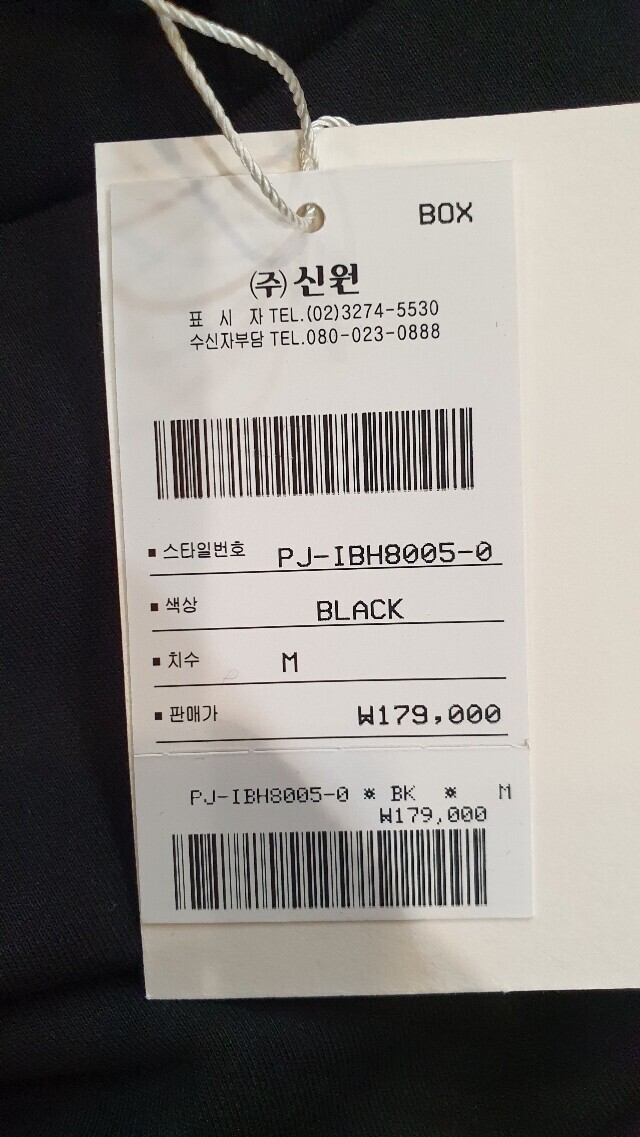 BOX
(주)신원
표 시 자 TEL.(02)3274-5530
수신자부담 TEL.080-023-0888
■ 스타일번호 PJ-IBH8005-0
■ 색상 BLACK
■ 치수 M
■ 판매가 ₩179,000
PJ-IBH8005-0 * BK * M
₩179,000